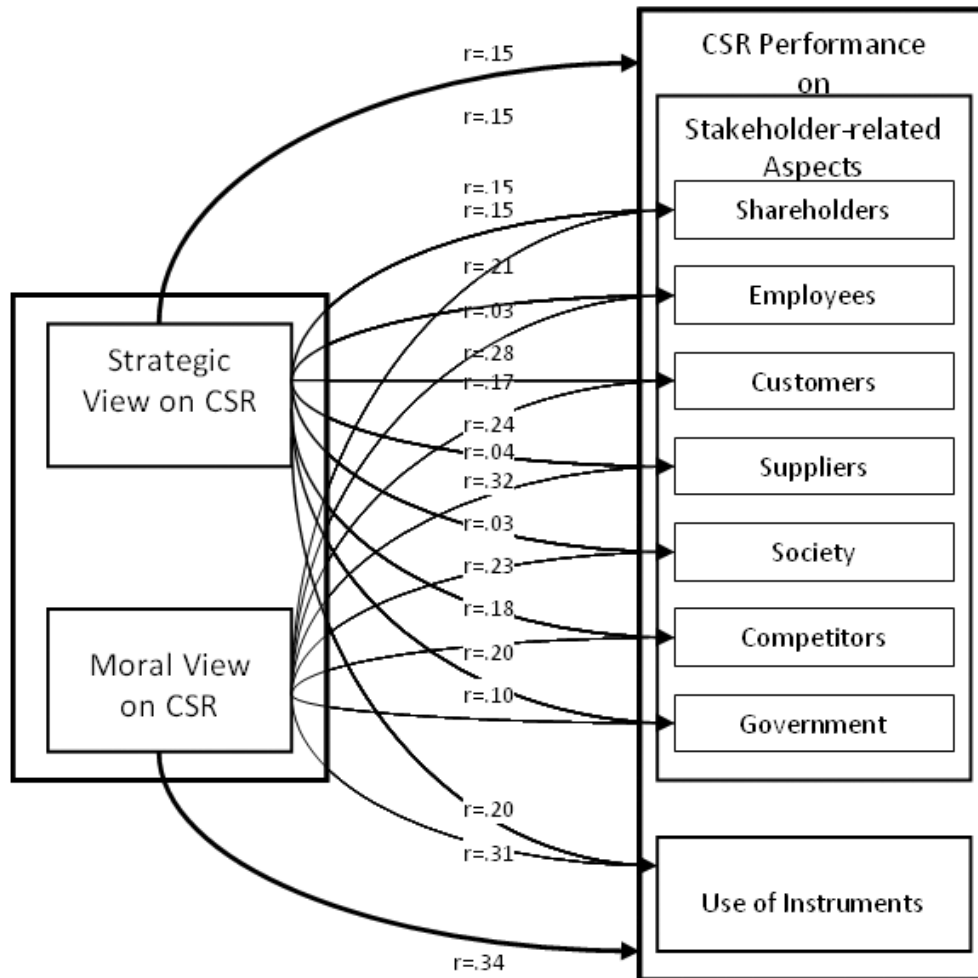 r=.15
r=.15
r=.15
r=.15
r=.21
r=.03
r=.28
r=.17
r=.24
r=.04
r=.32
r=.03
r=.23
r=.18
r=.20
r=.10
r=.20
r=.31
r=.34
Strategic
View on CSR
Moral View
on CSR
CSR Performance
on
Stakeholder-related
Aspects
Shareholders
Employees
Customers
Suppliers
Society
Competitors
Government
Use of Instruments